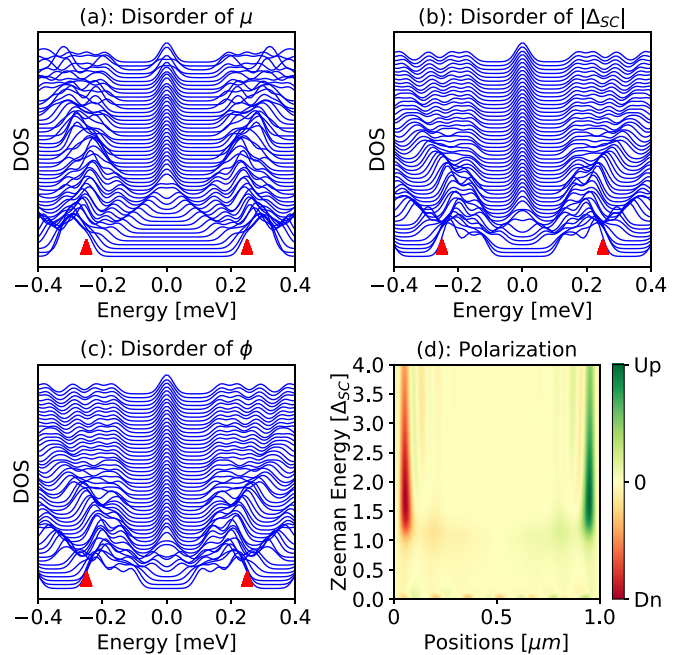 (a): Disorder of μ
DOS
−0.4 −0.2 0.0 0.2 0.4
Energy [meV]
(b): Disorder of |Δ_SC|
DOS
−0.4 −0.2 0.0 0.2 0.4
Energy [meV]
(c): Disorder of ϕ
DOS
−0.4 −0.2 0.0 0.2 0.4
Energy [meV]
(d): Polarization
Zeeman Energy [Δ_SC]
4.0
3.5
3.0
2.5
2.0
1.5
1.0
0.5
0.0
0 0.5 1.0
Positions [μm]
Up
0
Dn